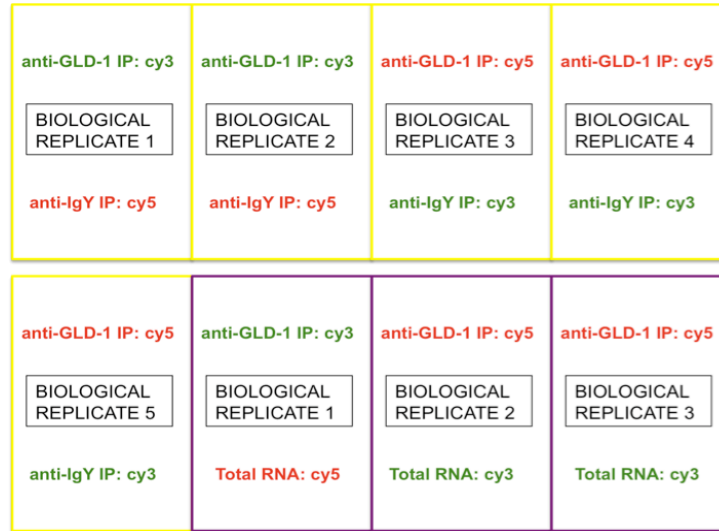 anti-GLD-1 IP: cy3
BIOLOGICAL
REPLICATE 1
anti-IgY IP: cy5
anti-GLD-1 IP: cy3
BIOLOGICAL
REPLICATE 2
anti-IgY IP: cy5
anti-GLD-1 IP: cy5
BIOLOGICAL
REPLICATE 3
anti-IgY IP: cy3
anti-GLD-1 IP: cy5
BIOLOGICAL
REPLICATE 4
anti-IgY IP: cy3
anti-GLD-1 IP: cy5
BIOLOGICAL
REPLICATE 5
anti-IgY IP: cy3
anti-GLD-1 IP: cy3
BIOLOGICAL
REPLICATE 1
Total RNA: cy5
anti-GLD-1 IP: cy5
BIOLOGICAL
REPLICATE 2
Total RNA: cy3
anti-GLD-1 IP: cy5
BIOLOGICAL
REPLICATE 3
Total RNA: cy3